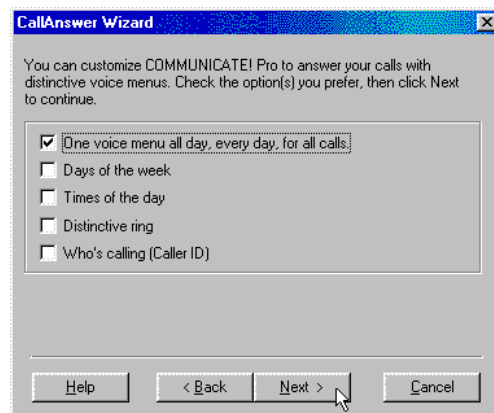 CallAnswer Wizard
You can customize COMMUNICATE! Pro to answer your calls with
distinctive voice menus. Check the option(s) you prefer, then click Next
to continue.
One voice menu all day, every day, for all calls.
Days of the week
Times of the day
Distinctive ring
Who's calling (Caller ID)
Help
< Back
Next >
Cancel